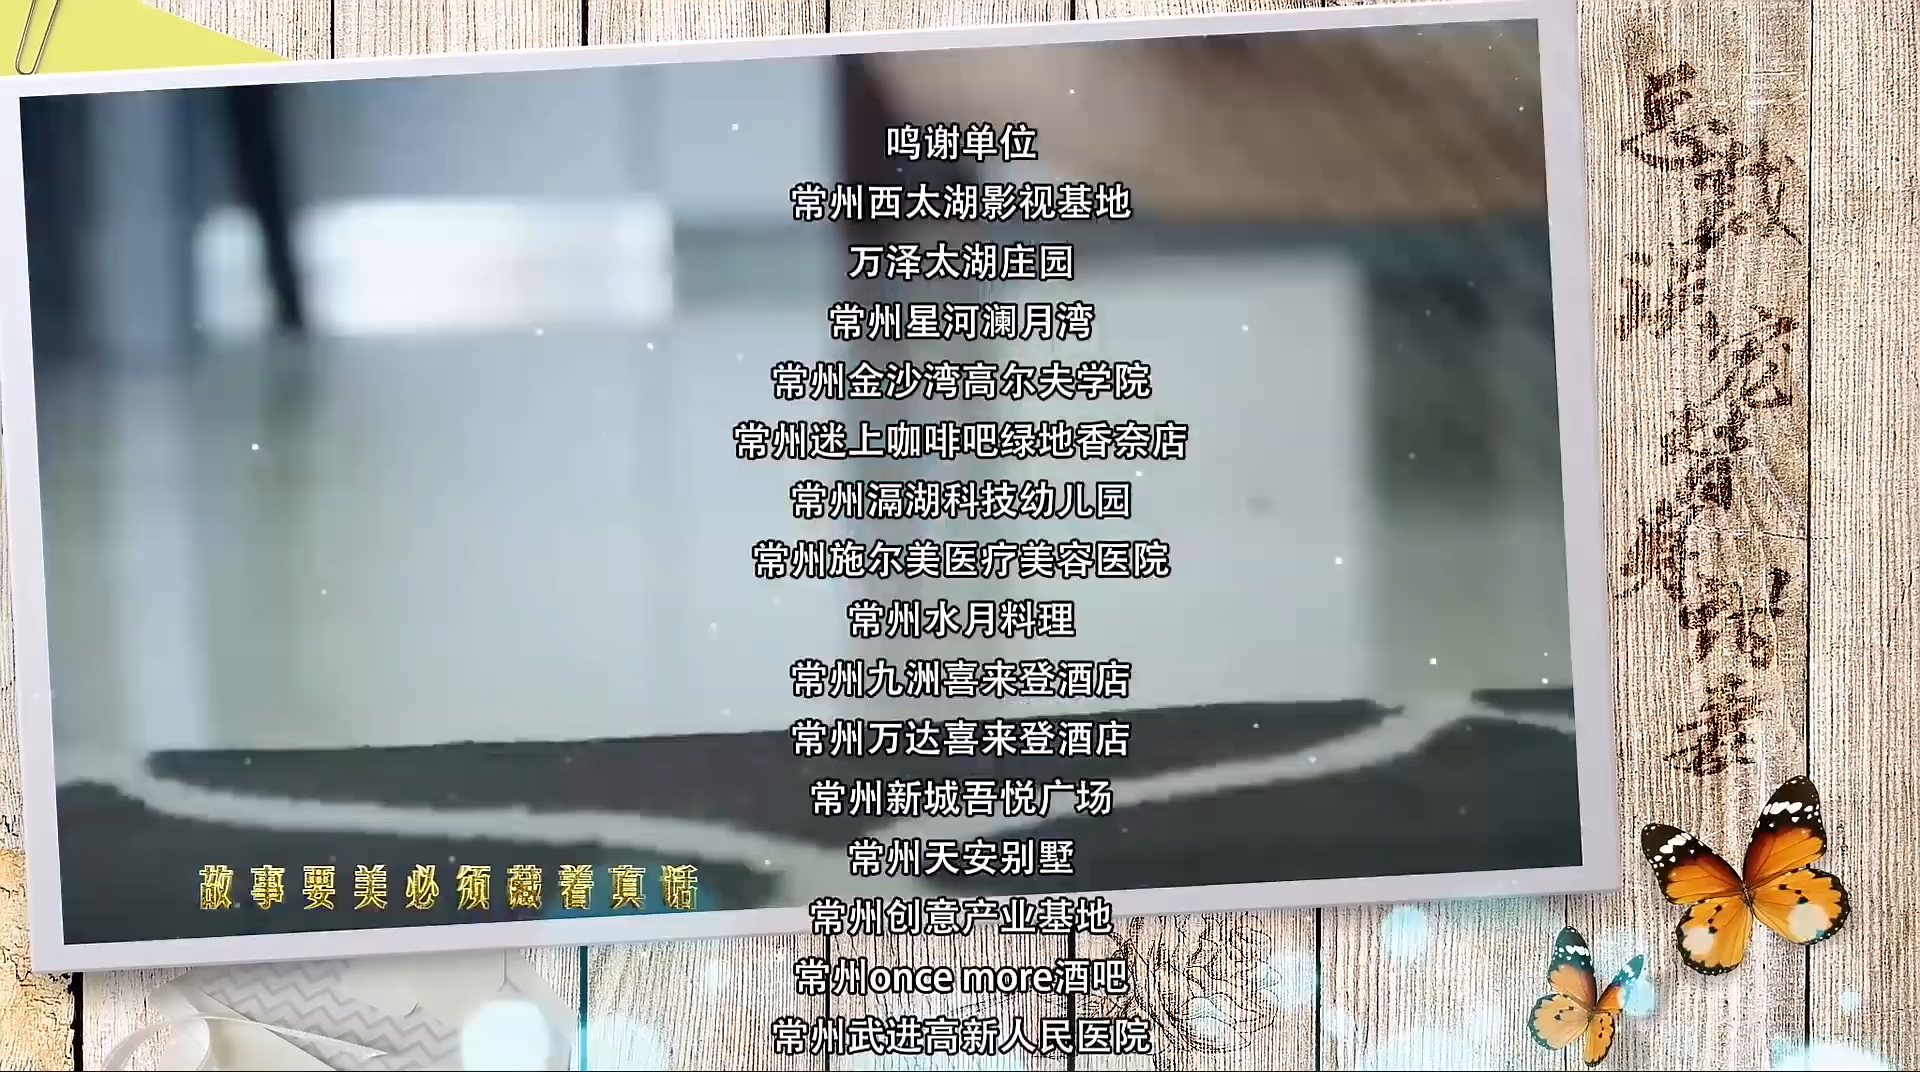 鸣谢单位
常州西太湖影视基地
万泽太湖庄园
常州星河澜月湾
常州金沙湾高尔夫学院
常州迷上咖啡吧绿地香奈店
常州滆湖科技幼儿园
常州施尔美医疗美容医院
常州水月料理
常州九洲喜来登酒店
常州万达喜来登酒店
常州新城吾悦广场
常州天安别墅
常州创意产业基地
常州once more酒吧
常州武进高新人民医院
故事要美必须藏着真话